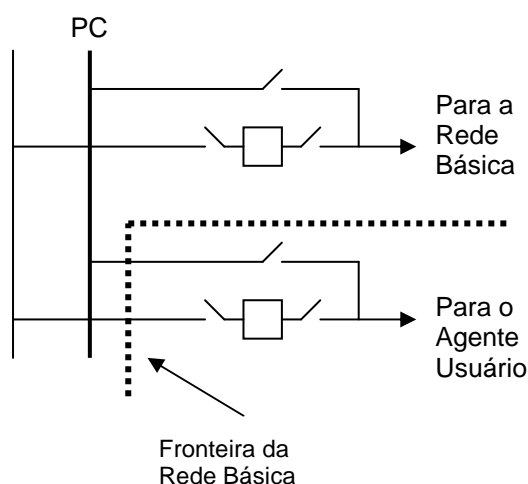 PC
Para a
Rede
Básica
Para o
Agente
Usuário
Fronteira da
Rede Básica